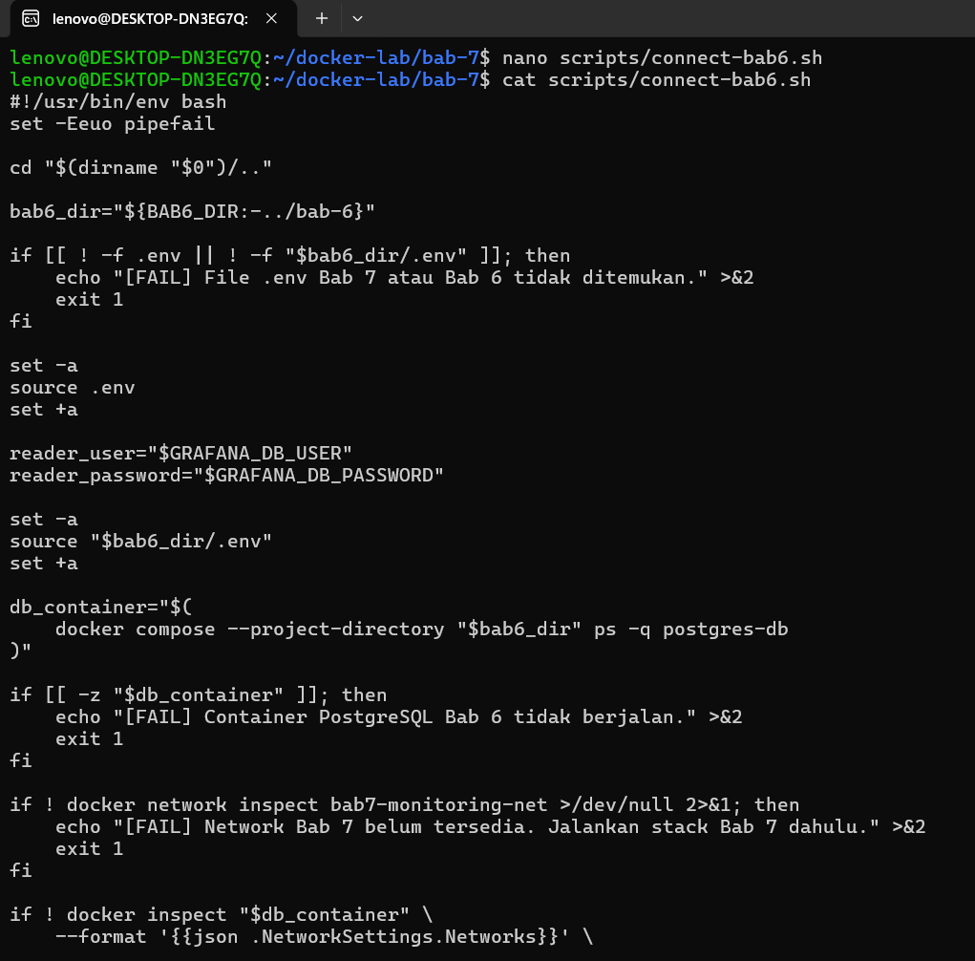 lenovo@DESKTOP-DN3EG7Q:
lenovo@DESKTOP-DN3EG7Q:~/docker-lab/bab-7$ nano scripts/connect-bab6.sh
lenovo@DESKTOP-DN3EG7Q:~/docker-lab/bab-7$ cat scripts/connect-bab6.sh
#!/usr/bin/env bash
set -Eeuo pipefail

cd "$(dirname "$0")/.."

bab6_dir="${BAB6_DIR:-../bab-6}"

if [[ ! -f .env || ! -f "$bab6_dir/.env" ]]; then
    echo "[FAIL] File .env Bab 7 atau Bab 6 tidak ditemukan." >&2
    exit 1
fi

set -a
source .env
set +a

reader_user="$GRAFANA_DB_USER"
reader_password="$GRAFANA_DB_PASSWORD"

set -a
source "$bab6_dir/.env"
set +a

db_container="$(
    docker compose --project-directory "$bab6_dir" ps -q postgres-db
)"

if [[ -z "$db_container" ]]; then
    echo "[FAIL] Container PostgreSQL Bab 6 tidak berjalan." >&2
    exit 1
fi

if ! docker network inspect bab7-monitoring-net >/dev/null 2>&1; then
    echo "[FAIL] Network Bab 7 belum tersedia. Jalankan stack Bab 7 dahulu." >&2
    exit 1
fi

if ! docker inspect "$db_container" \
    --format '{{json .NetworkSettings.Networks}}' \